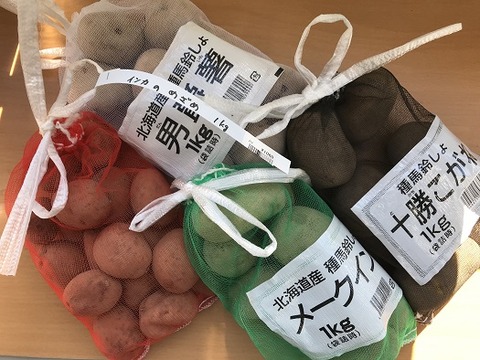 種馬鈴しょ
北海道産
男爵薯
1kg
(袋詰時)
インカのめざめ 1kg
種馬鈴しょ
十勝こがね
1kg
(袋詰時)
北海道産 種馬鈴しょ
メークイン
1kg
(袋詰時)